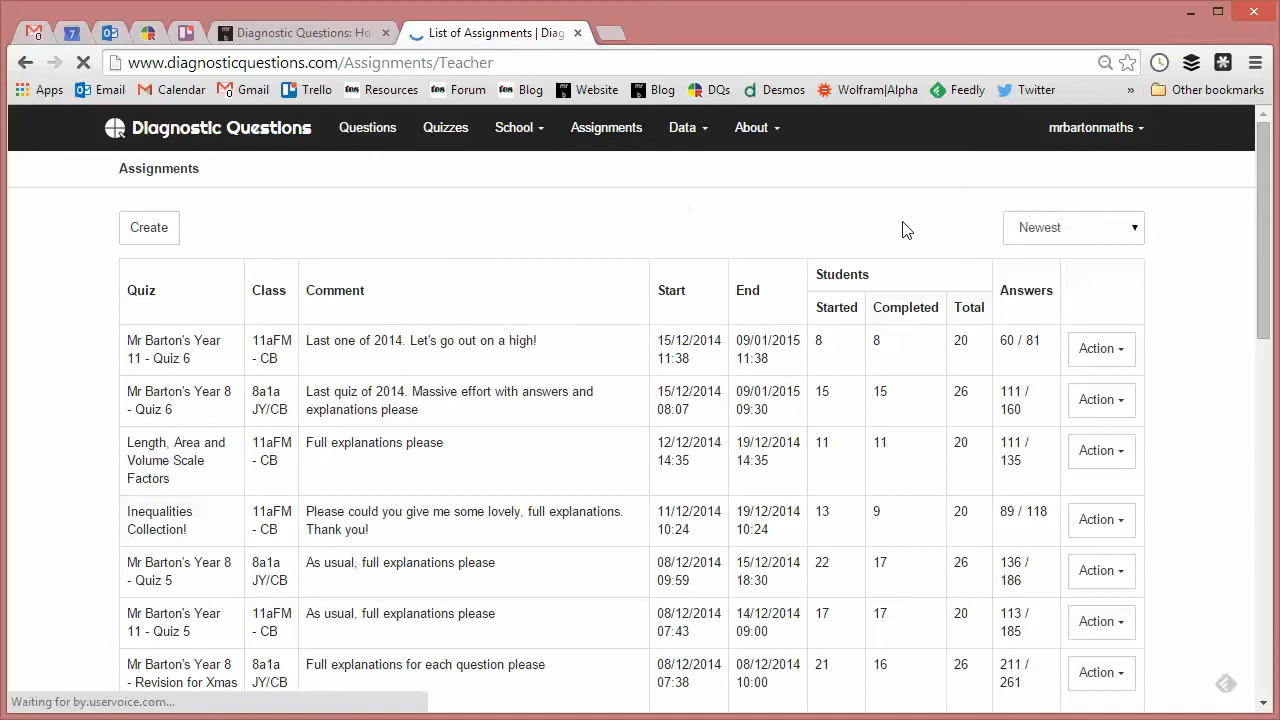 Diagnostic Questions: Ho
List of Assignments | Diag
www.diagnosticquestions.com/Assignments/Teacher
Apps Email Calendar Gmail Trello Resources Forum Blog Website Blog DQs Desmos Wolfram|Alpha Feedly Twitter » Other bookmarks
Diagnostic Questions Questions Quizzes School Assignments Data About mrbartonmaths
Assignments
Create Newest
Students
Quiz Class Comment Start End Answers
Started Completed Total
Mr Barton's Year 11aFM Last one of 2014. Let's go out on a high! 15/12/2014 09/01/2015 8 8 20 60 / 81 Action
11 - Quiz 6 - CB 11:38 11:38
Mr Barton's Year 8 8a1a Last quiz of 2014. Massive effort with answers and 15/12/2014 09/01/2015 15 15 26 111 / Action
- Quiz 6 JY/CB explanations please 08:07 09:30 160
Length, Area and 11aFM Full explanations please 12/12/2014 19/12/2014 11 11 20 111 / Action
Volume Scale - CB 14:35 14:35 135
Factors
Inequalities 11aFM Please could you give me some lovely, full explanations. 11/12/2014 19/12/2014 13 9 20 89 / 118 Action
Collection! - CB Thank you! 10:24 10:24
Mr Barton's Year 8 8a1a As usual, full explanations please 08/12/2014 15/12/2014 22 17 26 136 / Action
- Quiz 5 JY/CB 09:59 18:30 186
Mr Barton's Year 11aFM As usual, full explanations please 08/12/2014 14/12/2014 17 17 20 113 / Action
11 - Quiz 5 - CB 07:43 09:00 185
Mr Barton's Year 8 8a1a Full explanations for each question please 08/12/2014 08/12/2014 21 16 26 211 / Action
- Revision for Xmas JY/CB 07:38 10:00 261
Waiting for by.uservoice.com...